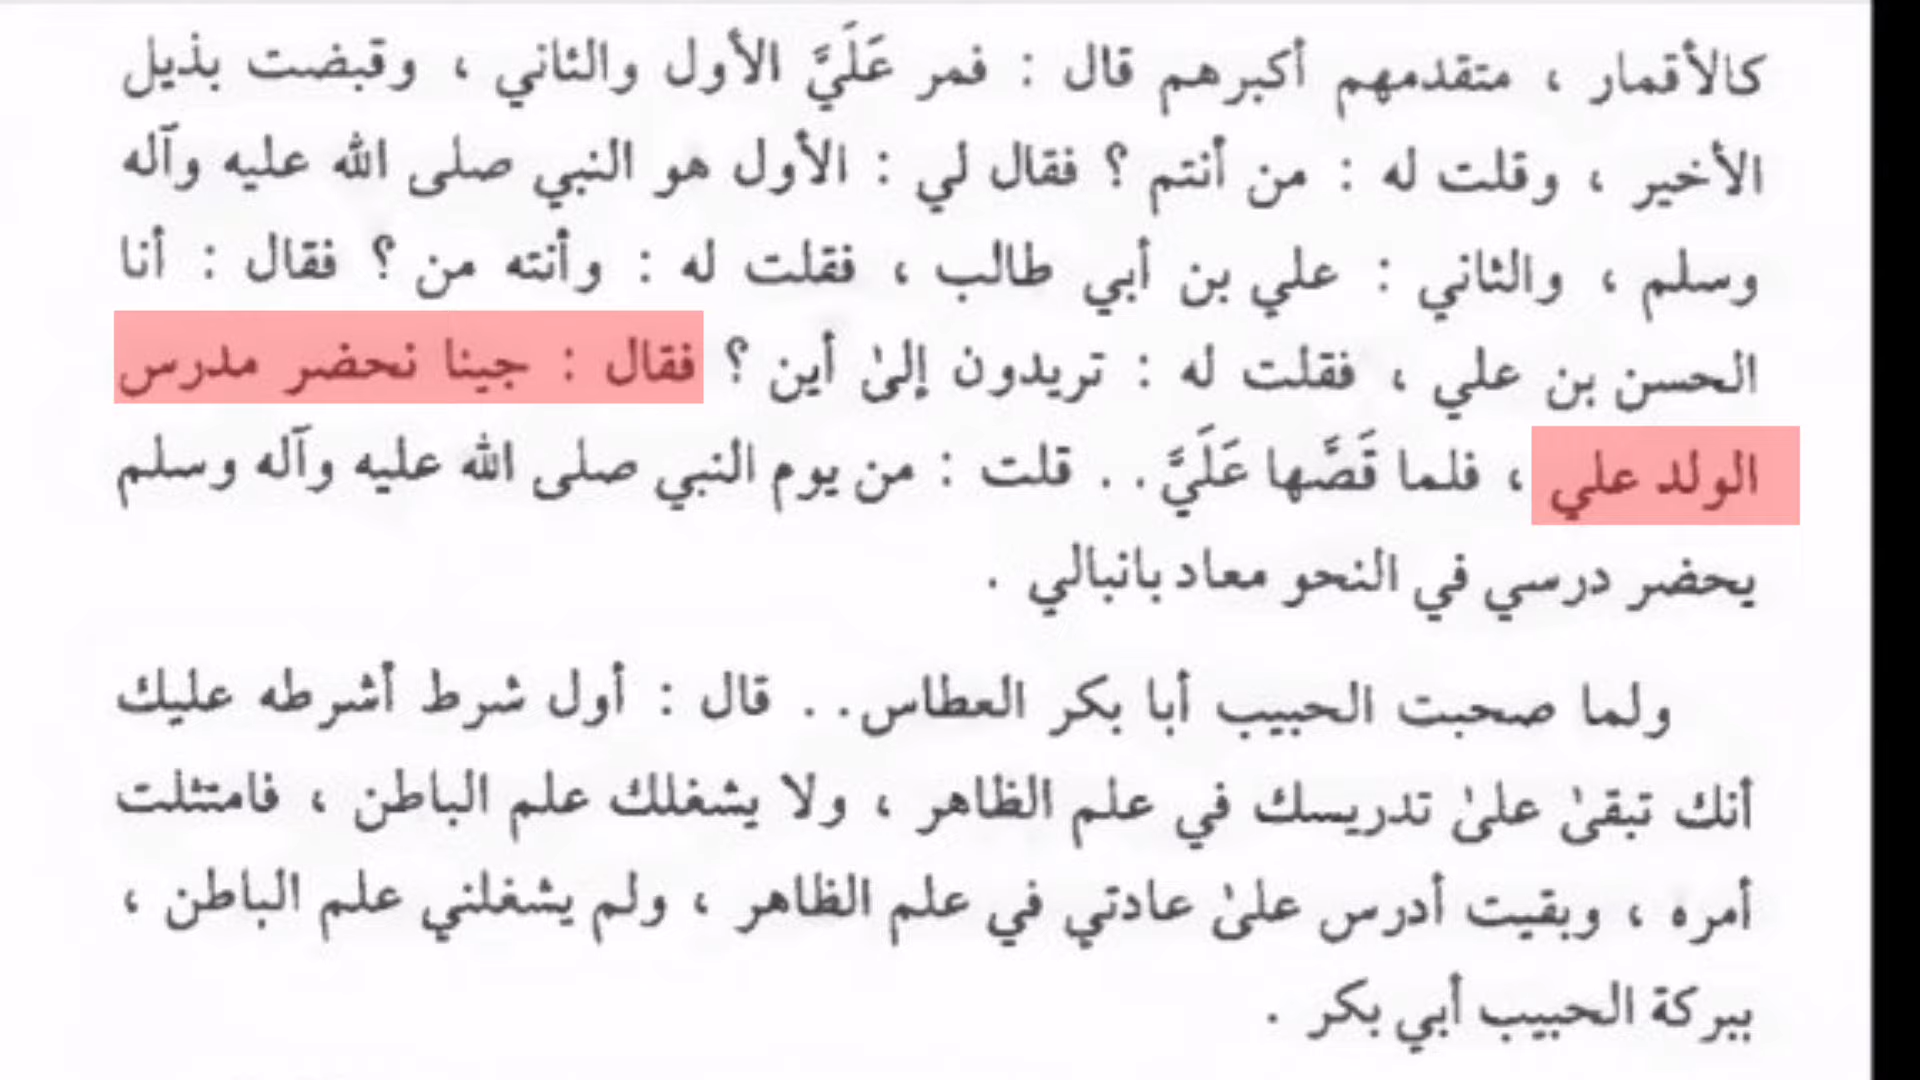 كالأقمار ، متقدمهم أكبرهم قال : فمر عَلَيَّ الأول والثاني ، وقبضت بذيل
الأخير ، وقلت له : من أنتم ؟ فقال لي : الأول هو النبي صلى الله عليه وآله
وسلم ، والثاني : علي بن أبي طالب ، فقلت له : وأنته من ؟ فقال : أنا
الحسن بن علي ، فقلت له : تريدون إلىٰ أين ؟ فقال : جينا نحضر مدرس
الولد علي ، فلما قَصَّها عَلَيَّ . . قلت : من يوم النبي صلى الله عليه وآله وسلم
يحضر درسي في النحو معاد بانبالي .
ولما صحبت الحبيب أبا بكر العطاس . . قال : أول شرط أشرطه عليك
أنك تبقىٰ علىٰ تدريسك في علم الظاهر ، ولا يشغلك علم الباطن ، فامتثلت
أمره ، وبقيت أدرس علىٰ عادتي في علم الظاهر ، ولم يشغلني علم الباطن ،
ببركة الحبيب أبي بكر .